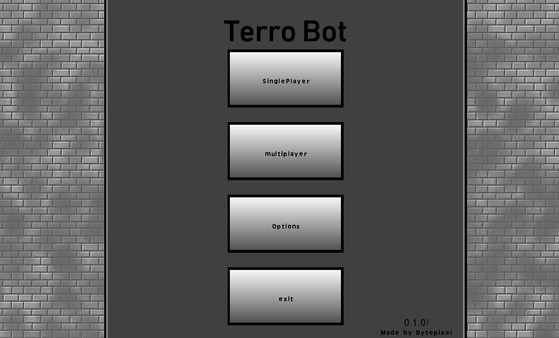 Terro Bot
SinglePlayer
multiplayer
Options
exit
0.1.0!
Made by Bytepixel